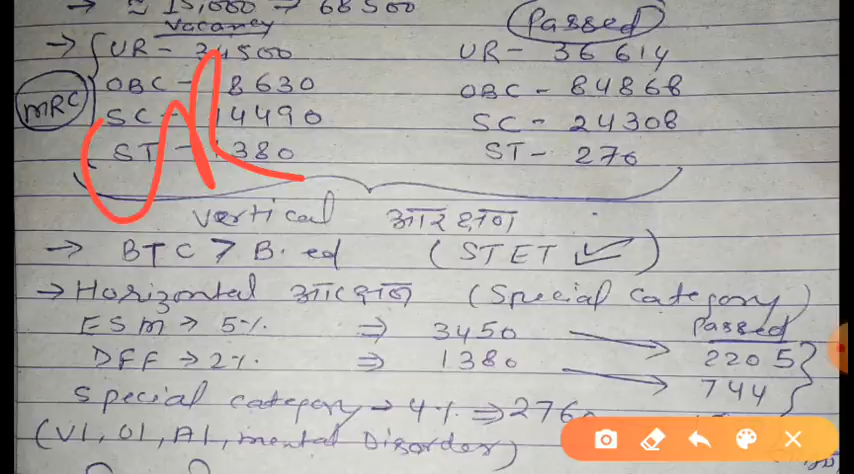 → ≈ 15,000 → 68500
Vacancy (Passed)
→ UR - 34500 UR - 36614
OBC - 18630 OBC - 84868
MRC SC - 14490 SC - 24308
ST - 1380 ST - 270
Vertical आरक्षण
→ BTC > B.ed (STET ✓)
→ Horizontal आरक्षण (Special category)
ESM → 5% ⇒ 3450 → Passed
DFF → 2% ⇒ 1380 → 2205
744
Special category → 4% ⇒ 2760
(VI, OI, AI, mental Disorder)